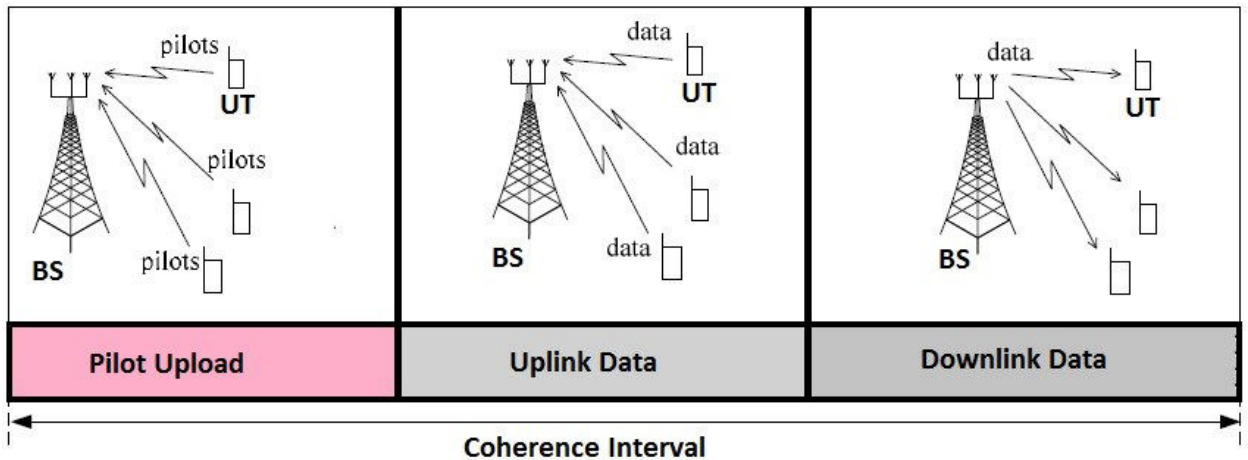 pilots
UT
pilots
pilots
BS
data
UT
data
data
BS
data
UT
BS
Pilot Upload
Uplink Data
Downlink Data
Coherence Interval